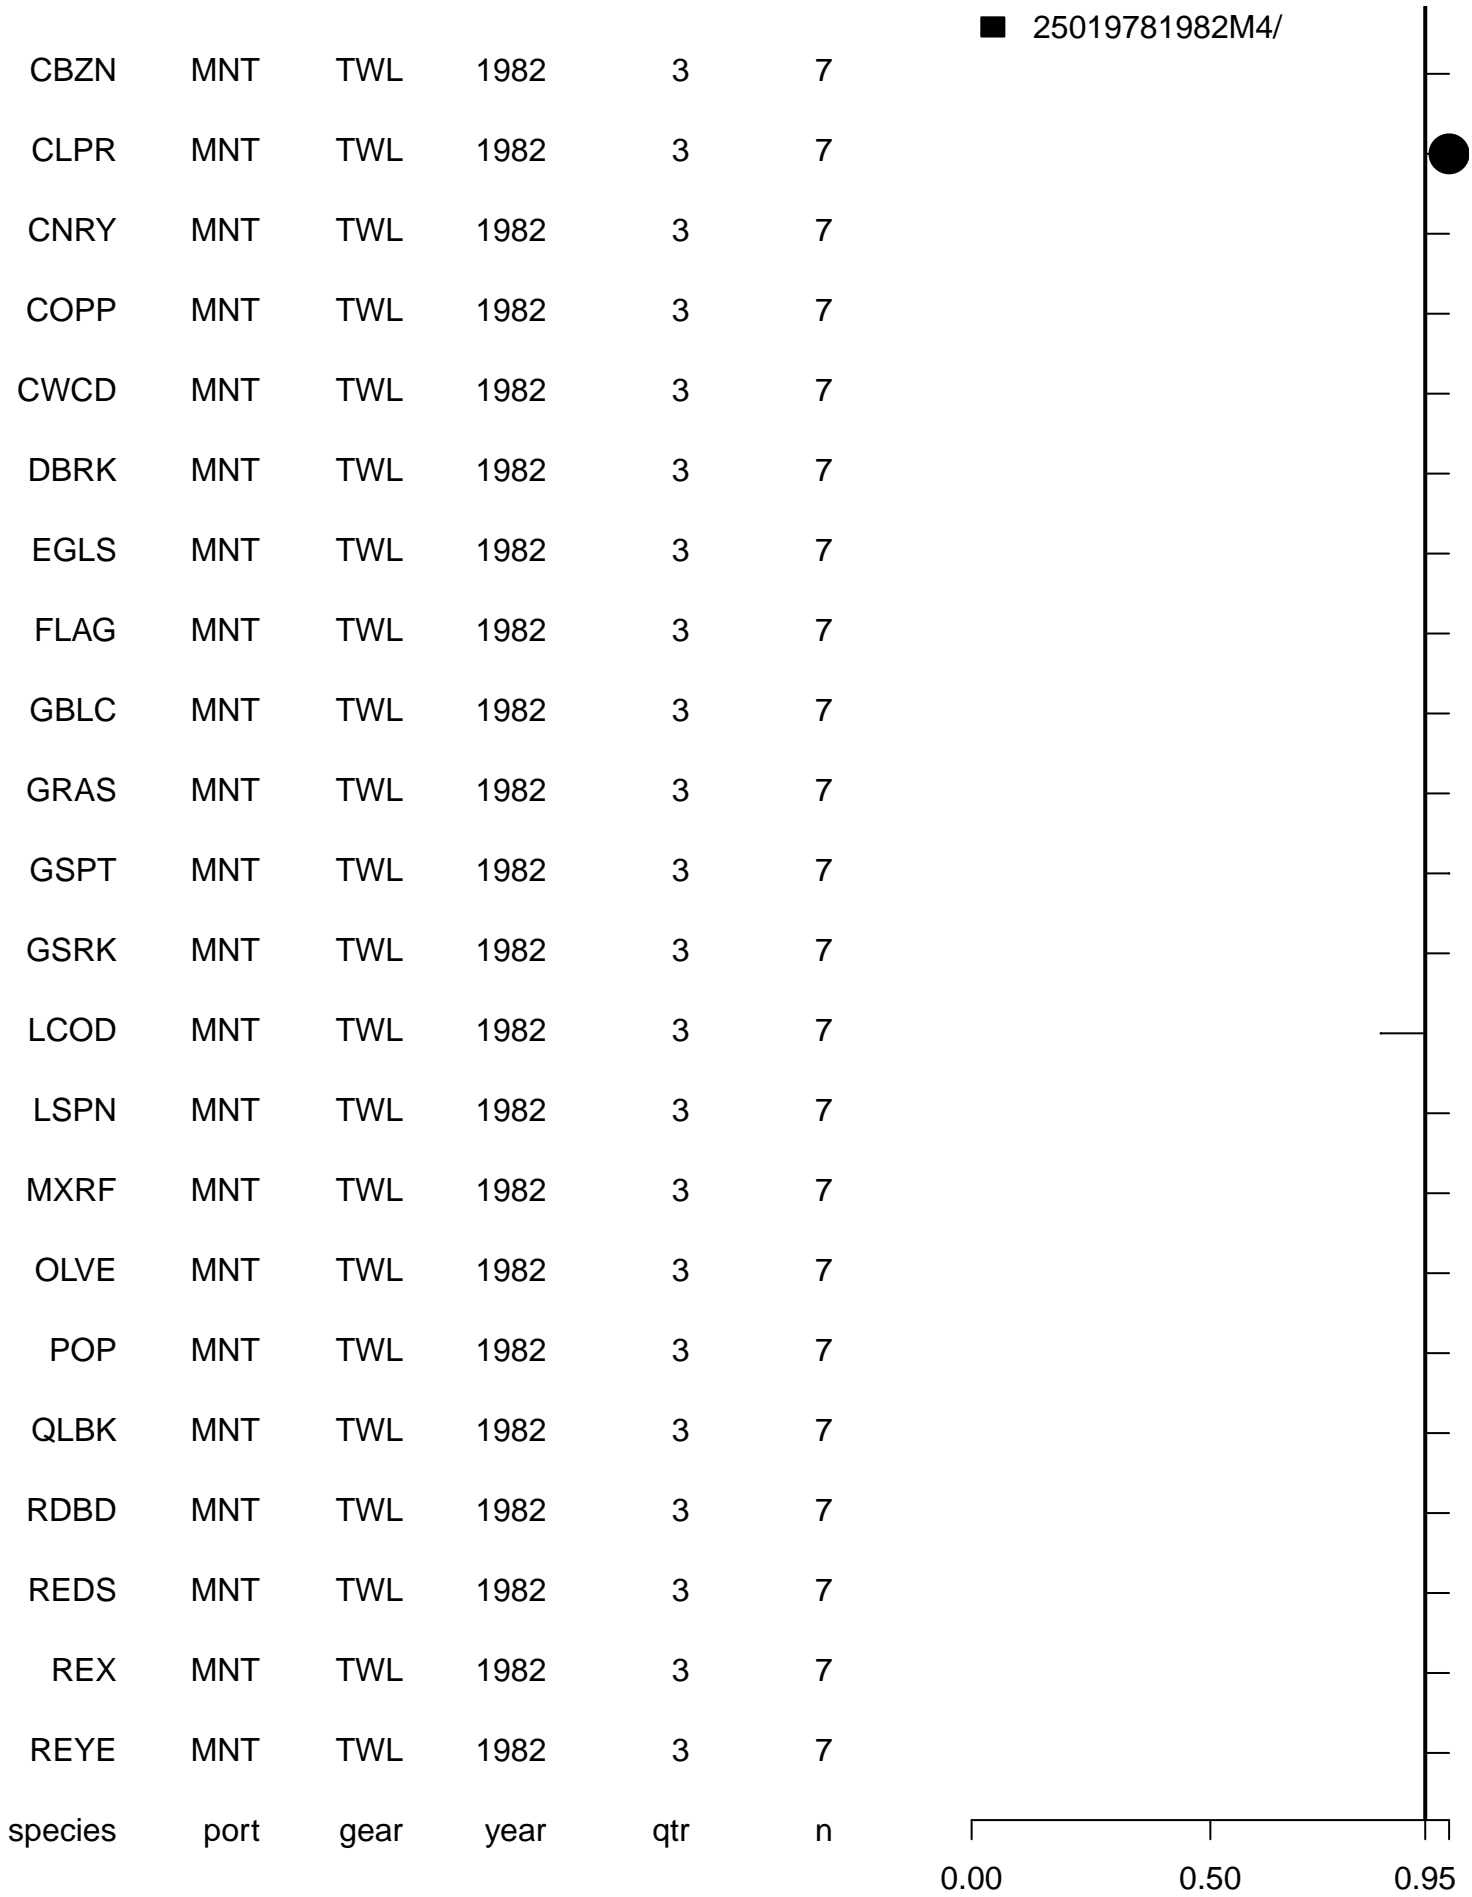 25019781982M4/
CBZN MNT TWL 1982 3 7
CLPR MNT TWL 1982 3 7
CNRY MNT TWL 1982 3 7
COPP MNT TWL 1982 3 7
CWCD MNT TWL 1982 3 7
DBRK MNT TWL 1982 3 7
EGLS MNT TWL 1982 3 7
FLAG MNT TWL 1982 3 7
GBLC MNT TWL 1982 3 7
GRAS MNT TWL 1982 3 7
GSPT MNT TWL 1982 3 7
GSRK MNT TWL 1982 3 7
LCOD MNT TWL 1982 3 7
LSPN MNT TWL 1982 3 7
MXRF MNT TWL 1982 3 7
OLVE MNT TWL 1982 3 7
POP MNT TWL 1982 3 7
QLBK MNT TWL 1982 3 7
RDBD MNT TWL 1982 3 7
REDS MNT TWL 1982 3 7
REX MNT TWL 1982 3 7
REYE MNT TWL 1982 3 7
species port gear year qtr n
0.00 0.50 0.95